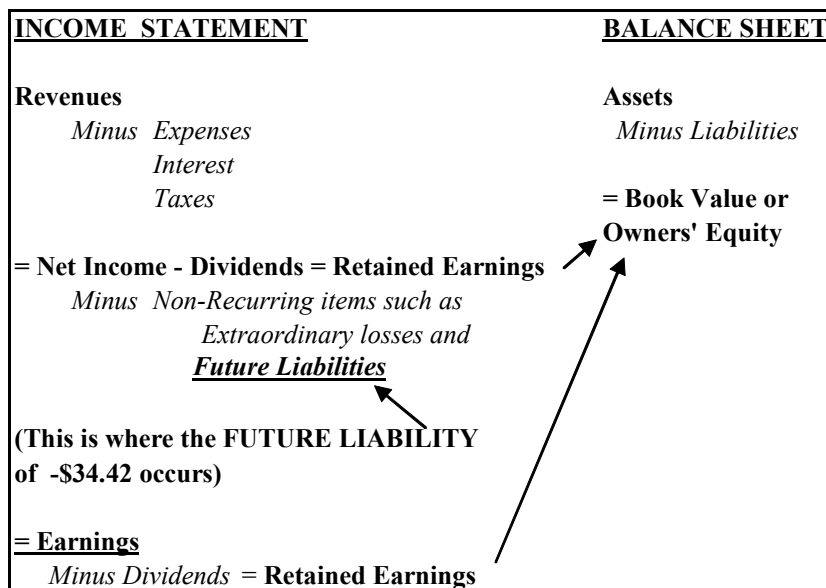 INCOME STATEMENT BALANCE SHEET
Revenues Assets
Minus Expenses Minus Liabilities
Interest
Taxes = Book Value or
Owners' Equity
= Net Income - Dividends = Retained Earnings
Minus Non-Recurring items such as
Extraordinary losses and
Future Liabilities
(This is where the FUTURE LIABILITY
of -$34.42 occurs)
= Earnings
Minus Dividends = Retained Earnings